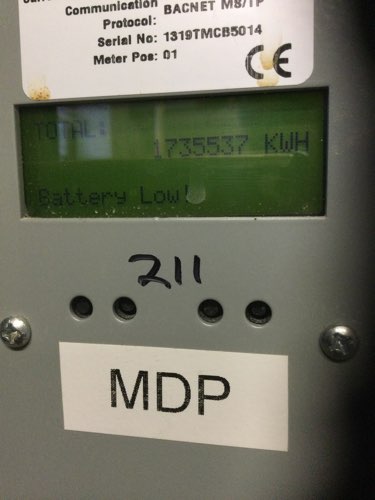 Communication BACNET MS/TP
Protocol:
Serial No: 1319TMCB5014
Meter Pos: 01
CE
TOTAL:
1735537 KWH
Battery Low!
211
MDP